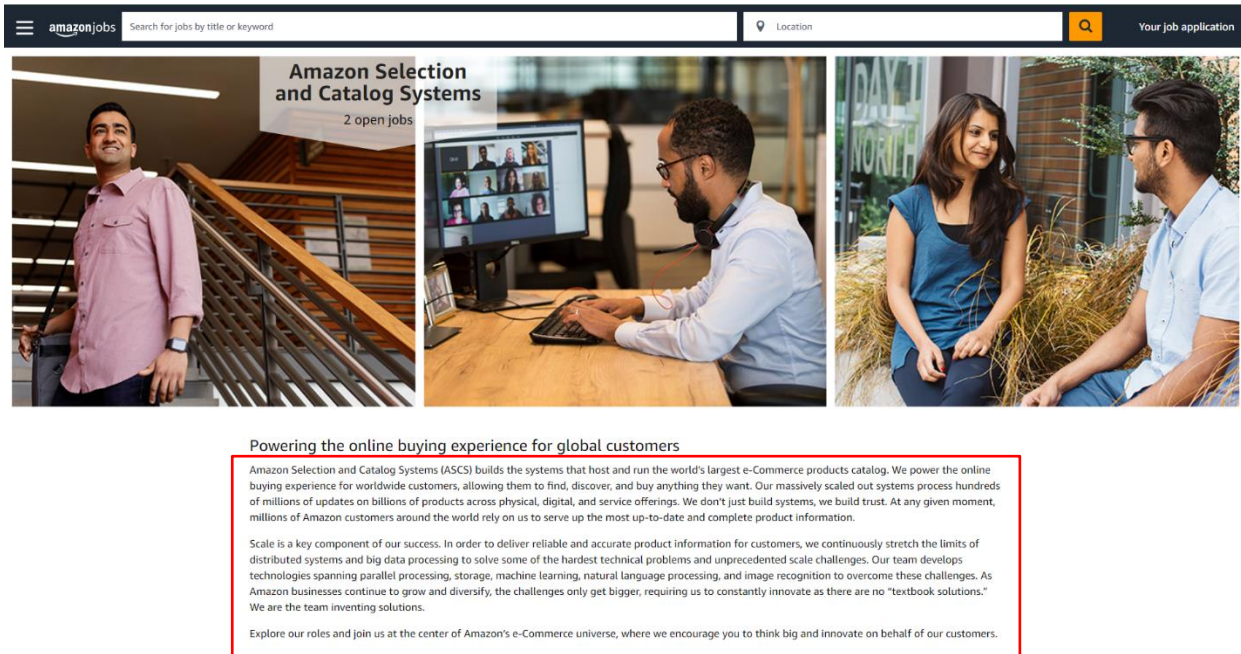 amazonjobs
Search for jobs by title or keyword
Location
Your job application
Amazon Selection
and Catalog Systems
2 open jobs
DAY 1
NORTH
Powering the online buying experience for global customers
Amazon Selection and Catalog Systems (ASCS) builds the systems that host and run the world's largest e-Commerce products catalog. We power the online
buying experience for worldwide customers, allowing them to find, discover, and buy anything they want. Our massively scaled out systems process hundreds
of millions of updates on billions of products across physical, digital, and service offerings. We don't just build systems, we build trust. At any given moment,
millions of Amazon customers around the world rely on us to serve up the most up-to-date and complete product information.
Scale is a key component of our success. In order to deliver reliable and accurate product information for customers, we continuously stretch the limits of
distributed systems and big data processing to solve some of the hardest technical problems and unprecedented scale challenges. Our team develops
technologies spanning parallel processing, storage, machine learning, natural language processing, and image recognition to overcome these challenges. As
Amazon businesses continue to grow and diversify, the challenges only get bigger, requiring us to constantly innovate as there are no "textbook solutions."
We are the team inventing solutions.
Explore our roles and join us at the center of Amazon's e-Commerce universe, where we encourage you to think big and innovate on behalf of our customers.